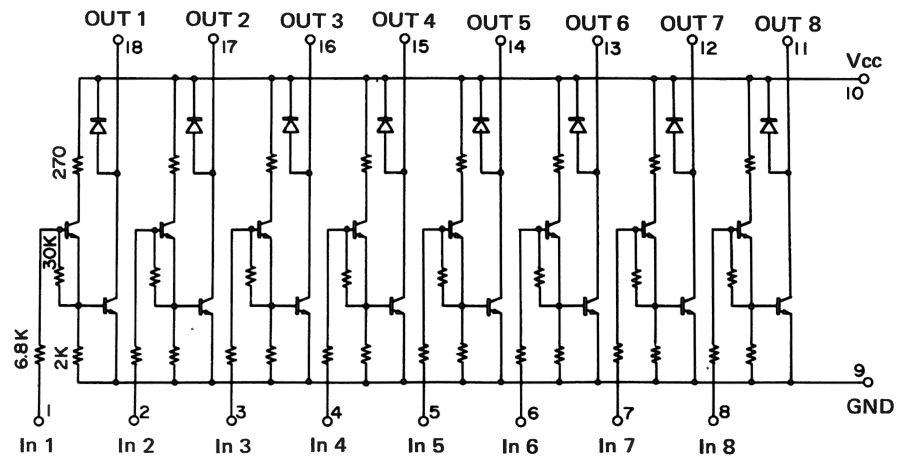 OUT 1 OUT 2 OUT 3 OUT 4 OUT 5 OUT 6 OUT 7 OUT 8
18 17 16 15 14 13 12 11
Vcc
10
270
30K
6.8K 2K
9
GND
1 2 3 4 5 6 7 8
In 1 In 2 In 3 In 4 In 5 In 6 In 7 In 8